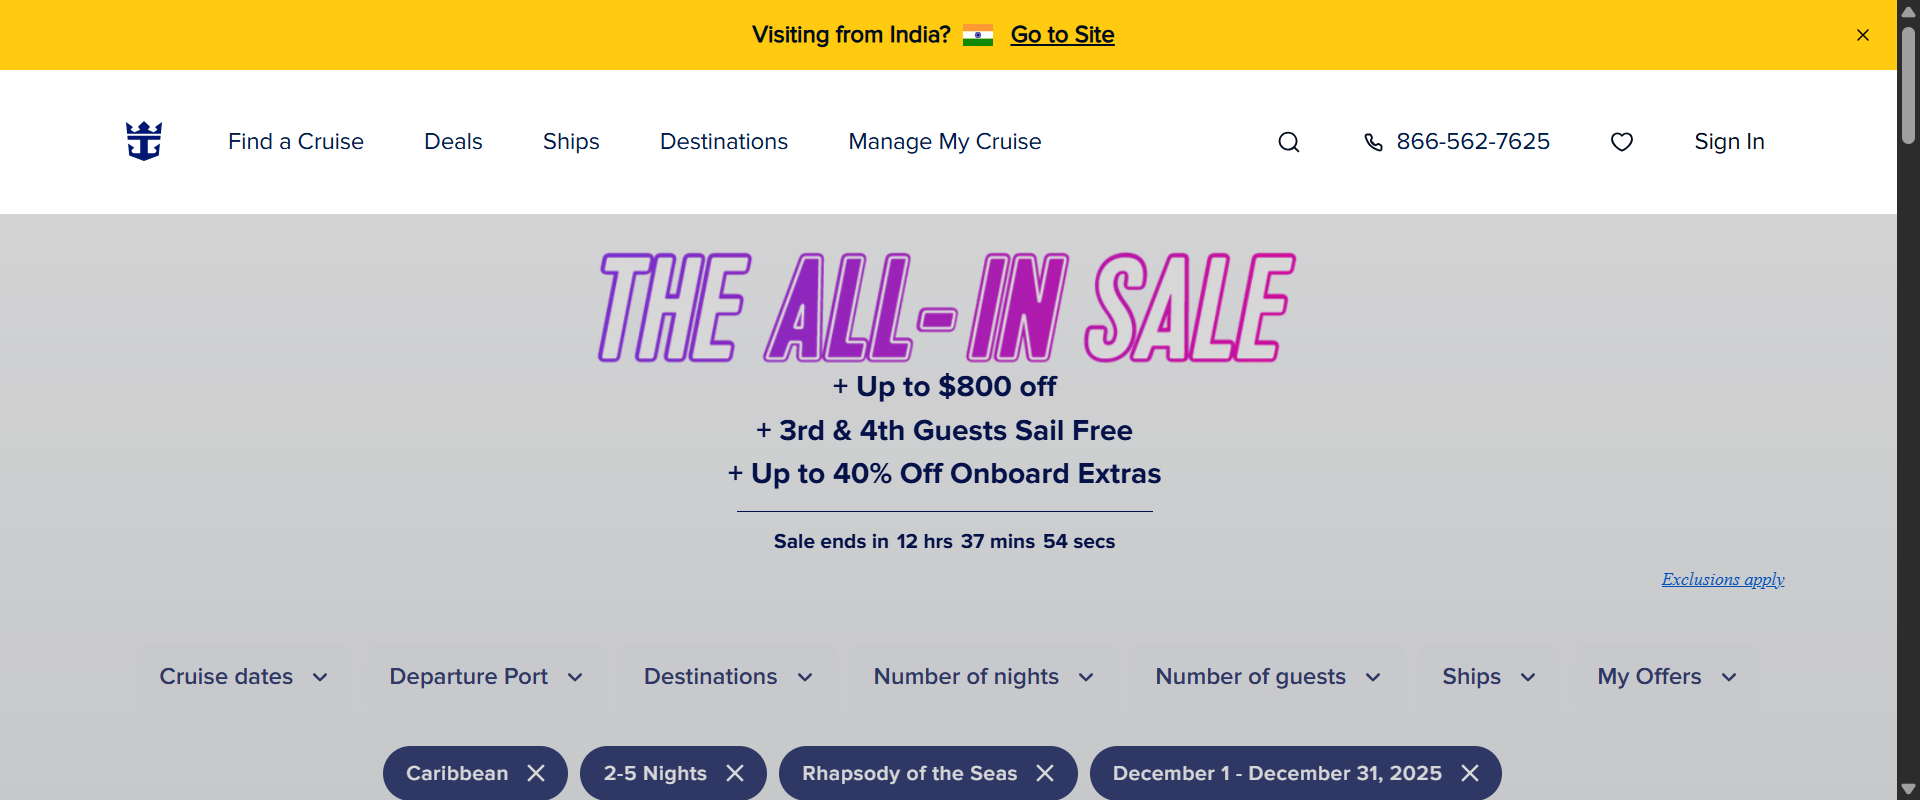 Visiting from India? Go to Site
Find a Cruise Deals Ships Destinations Manage My Cruise 866-562-7625 Sign In
THE ALL-IN SALE
+ Up to $800 off
+ 3rd & 4th Guests Sail Free
+ Up to 40% Off Onboard Extras
Sale ends in 12 hrs 37 mins 54 secs
Exclusions apply
Cruise dates Departure Port Destinations Number of nights Number of guests Ships My Offers
Caribbean 2-5 Nights Rhapsody of the Seas December 1 - December 31, 2025